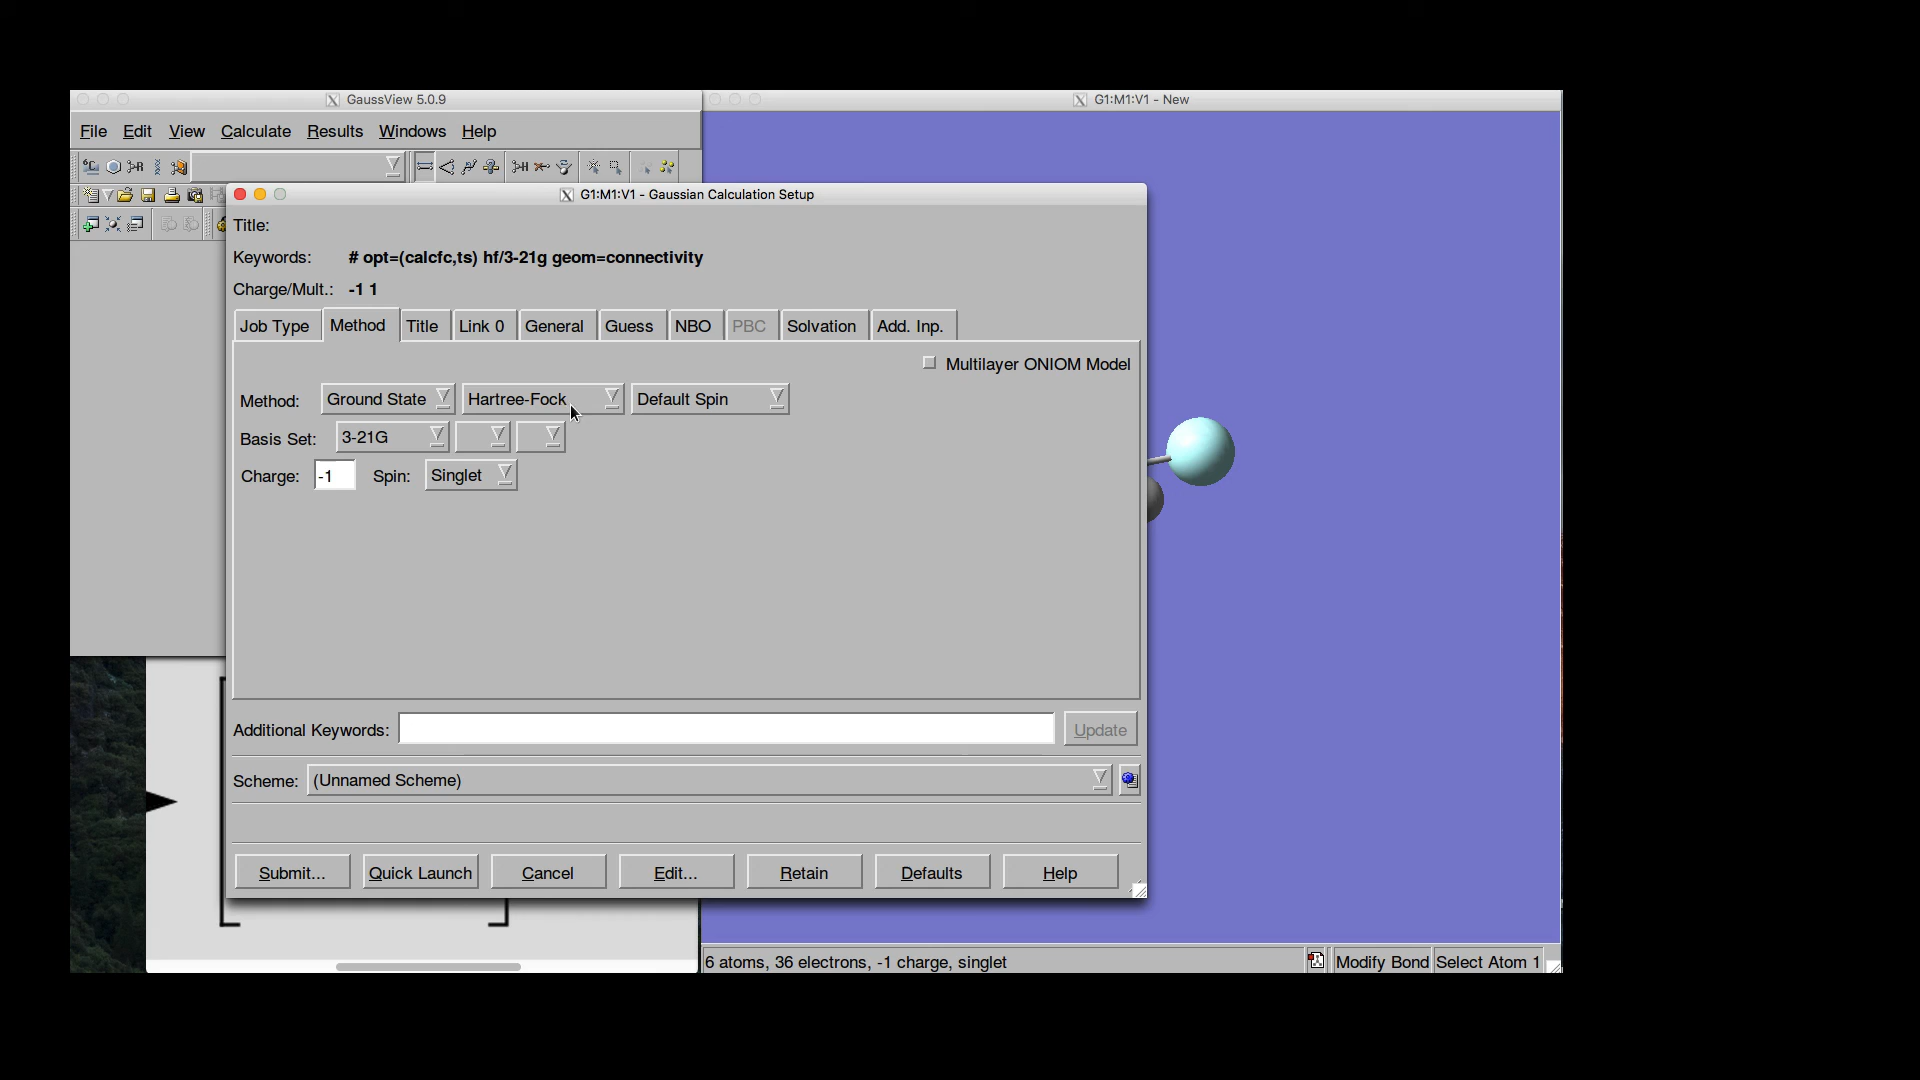 GaussView 5.0.9
G1:M1:V1 - New
File Edit View Calculate Results Windows Help
G1:M1:V1 - Gaussian Calculation Setup
Title:
Keywords: # opt=(calcfc,ts) hf/3-21g geom=connectivity
Charge/Mult.: -1 1
Job Type Method Title Link 0 General Guess NBO PBC Solvation Add. Inp.
Multilayer ONIOM Model
Method: Ground State Hartree-Fock Default Spin
Basis Set: 3-21G
Charge: -1 Spin: Singlet
Additional Keywords: Update
Scheme: (Unnamed Scheme)
Submit... Quick Launch Cancel Edit... Retain Defaults Help
6 atoms, 36 electrons, -1 charge, singlet
Modify Bond Select Atom 1